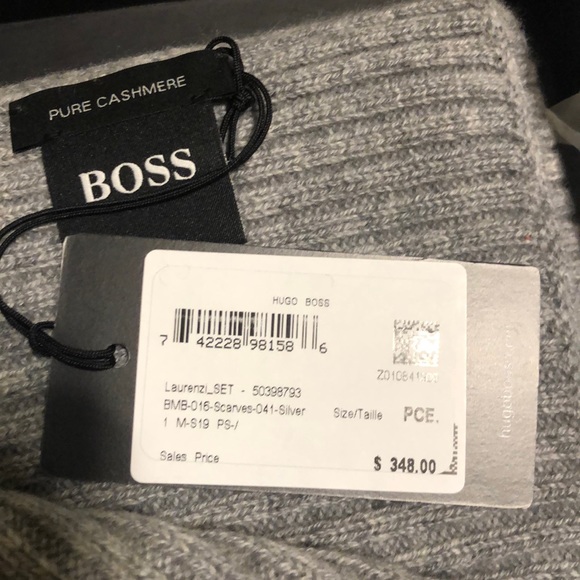 PURE CASHMERE
BOSS
HUGO BOSS
7 42228 98158 6
Laurenzi_SET - 50398793
BMB-016-Scarves-041-Silver
1 M-S19 PS-/
Size/Taille PCE.
Sales Price
$ 348.00